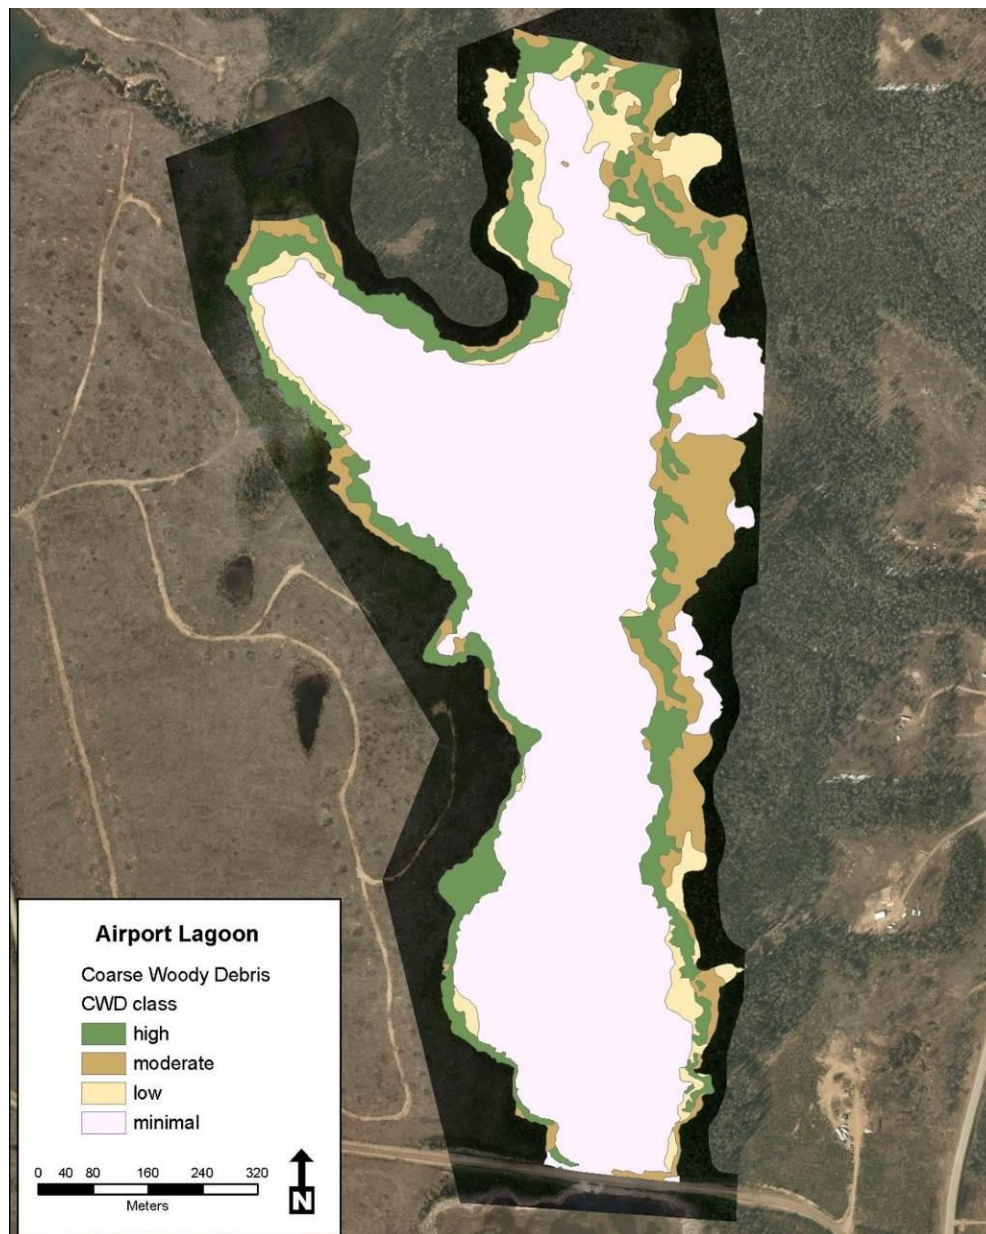 Airport Lagoon
Coarse Woody Debris
CWD class
high
moderate
low
minimal
0 40 80 160 240 320
Meters
N